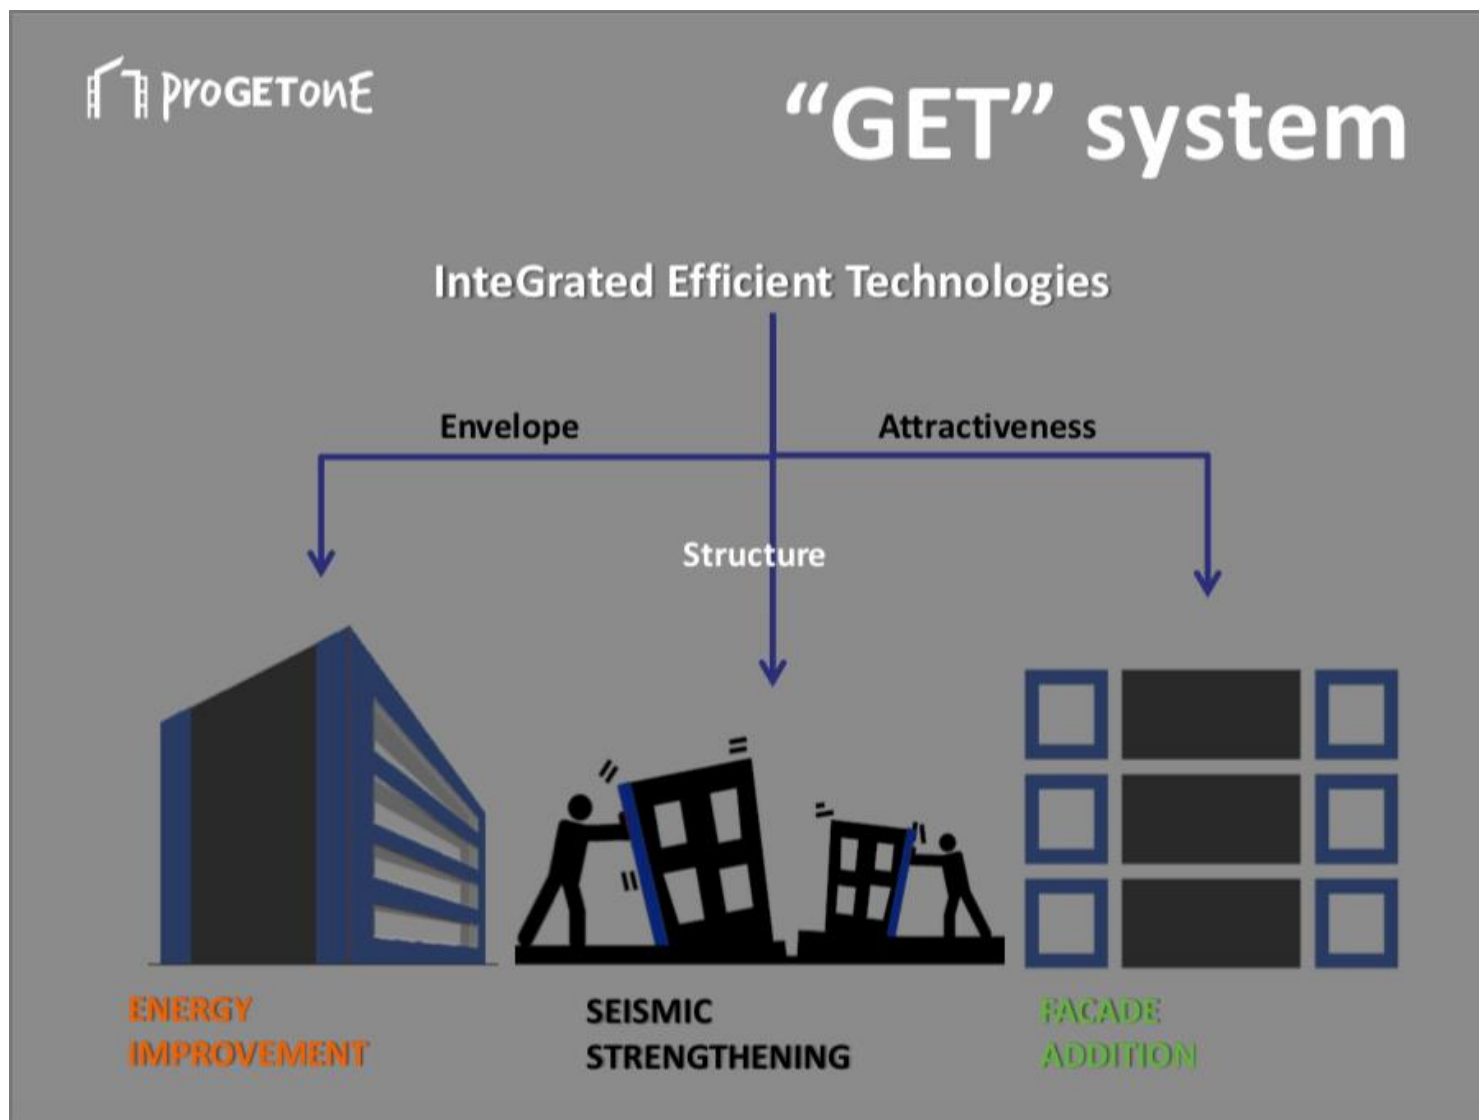 ProGETonE
“GET” system
InteGrated Efficient Technologies
Envelope
Attractiveness
Structure
ENERGY
IMPROVEMENT
SEISMIC
STRENGTHENING
FACADE
ADDITION